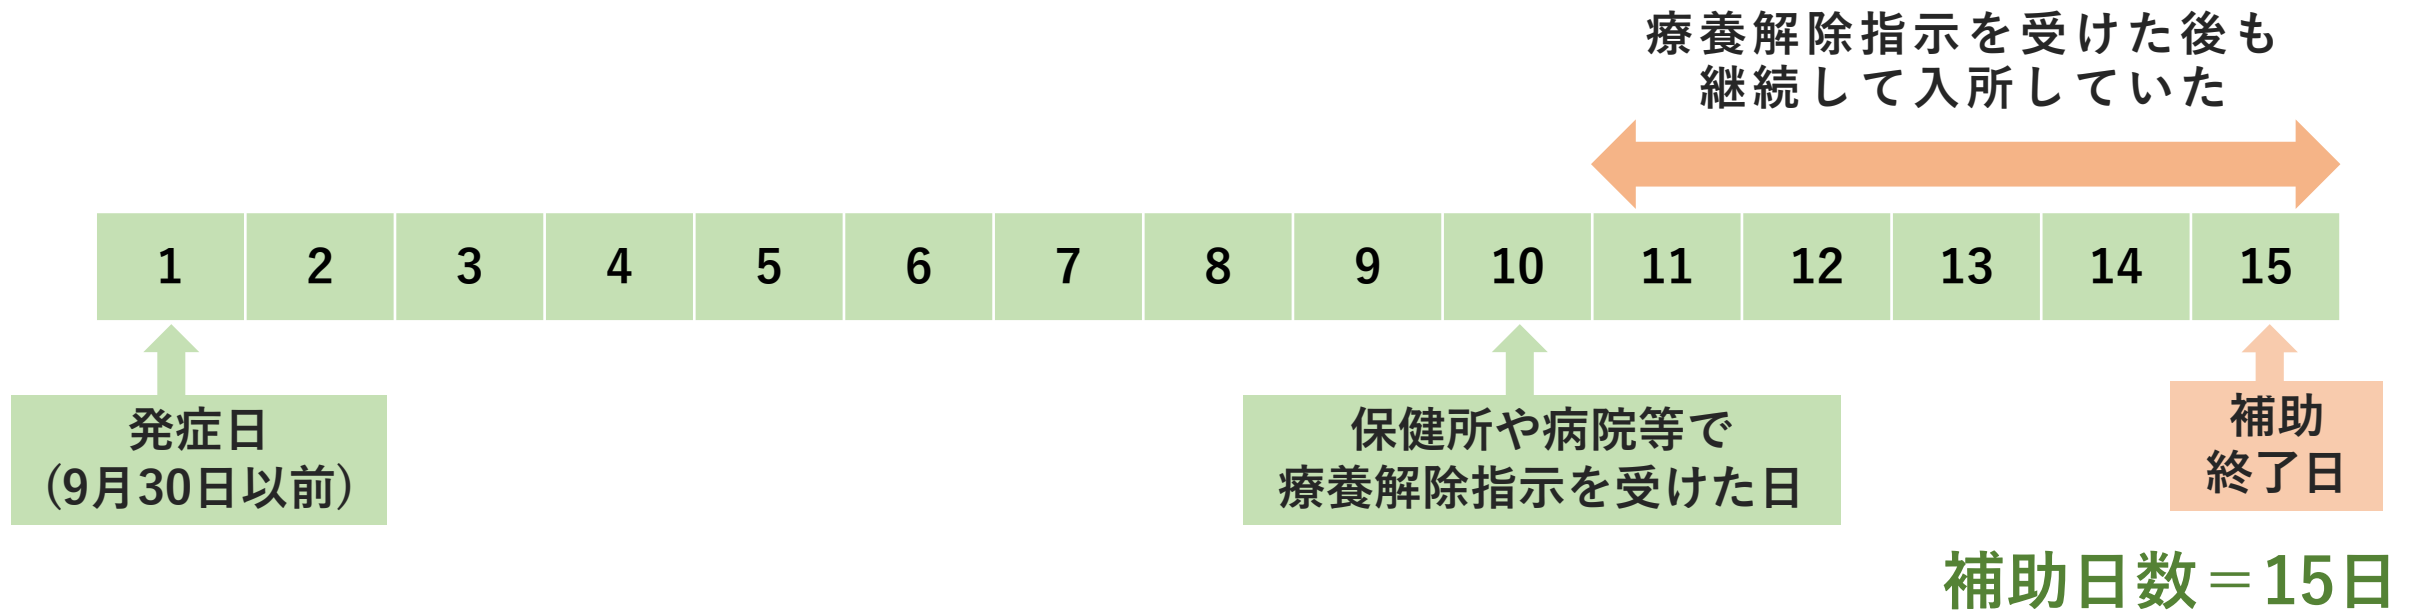 療養解除指示を受けた後も
継続して入所していた
1 2 3 4 5 6 7 8 9 10 11 12 13 14 15
発症日
（9月30日以前）
保健所や病院等で
療養解除指示を受けた日
補助
終了日
補助日数＝15日